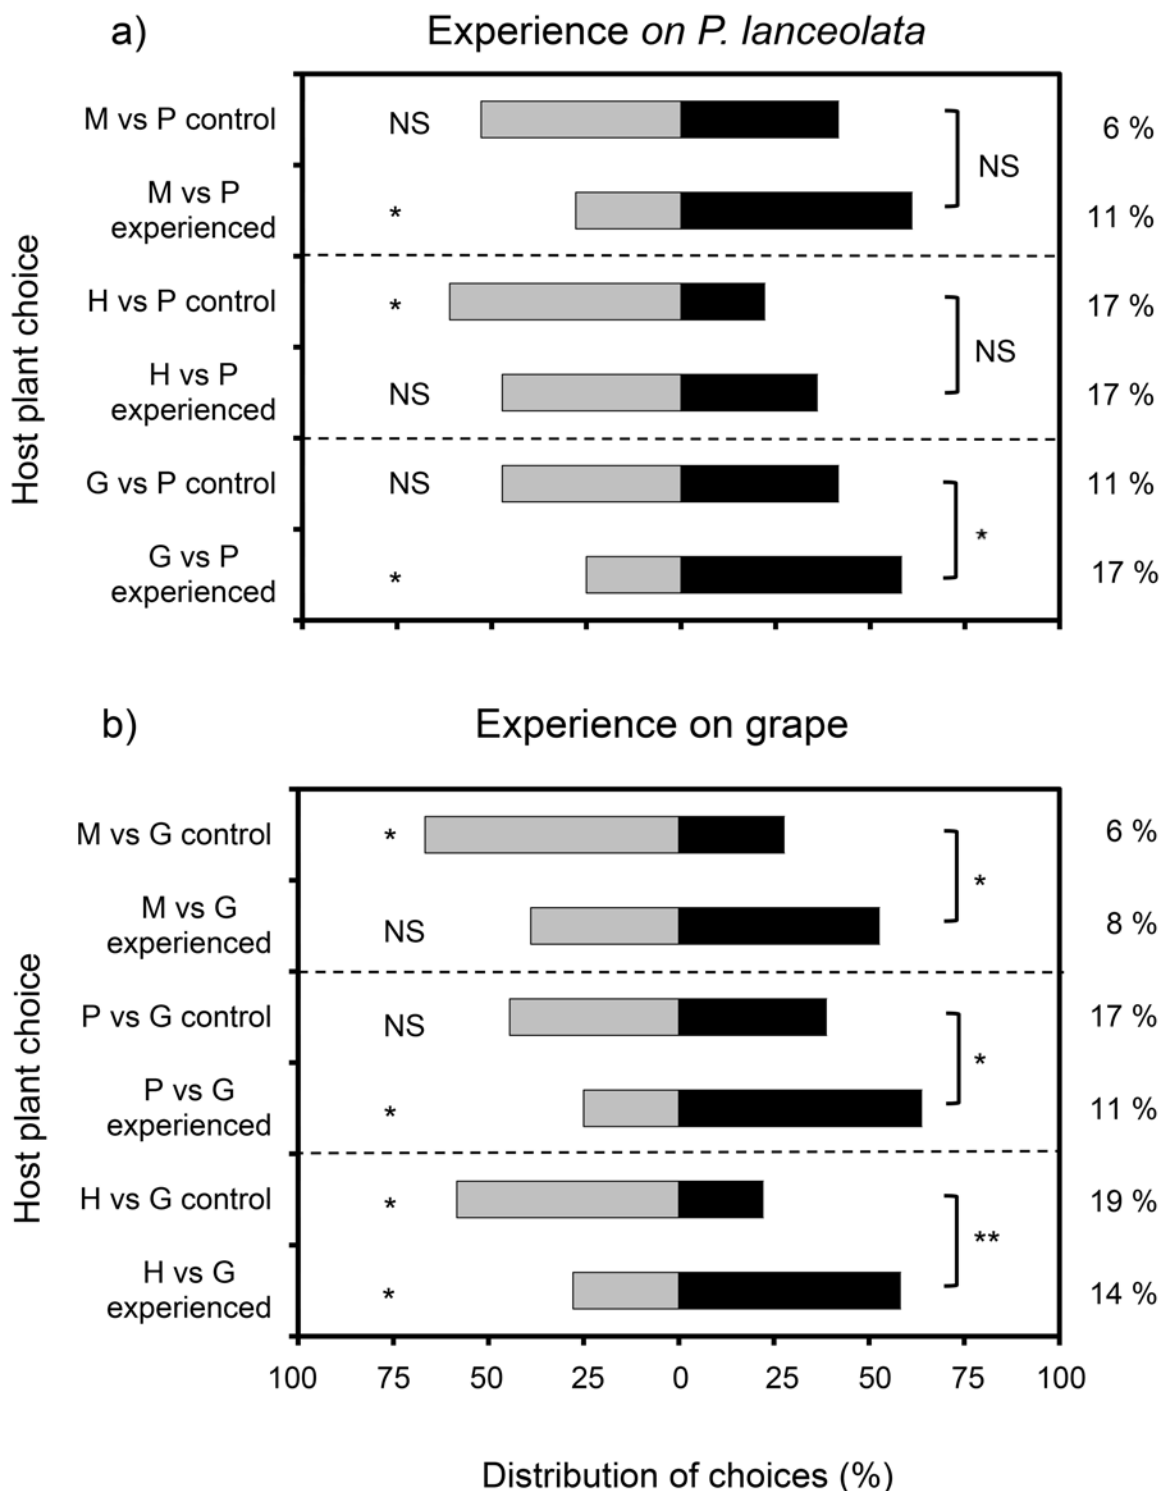 a) Experience on P. lanceolata
M vs P control NS 6 %
NS
M vs P
experienced * 11 %
H vs P control * 17 %
NS
H vs P
experienced NS 17 %
G vs P control NS 11 %
*
G vs P
experienced * 17 %
Host plant choice
b) Experience on grape
M vs G control * 6 %
*
M vs G
experienced NS 8 %
P vs G control NS 17 %
*
P vs G
experienced * 11 %
H vs G control * 19 %
**
H vs G
experienced * 14 %
Host plant choice
100 75 50 25 0 25 50 75 100
Distribution of choices (%)